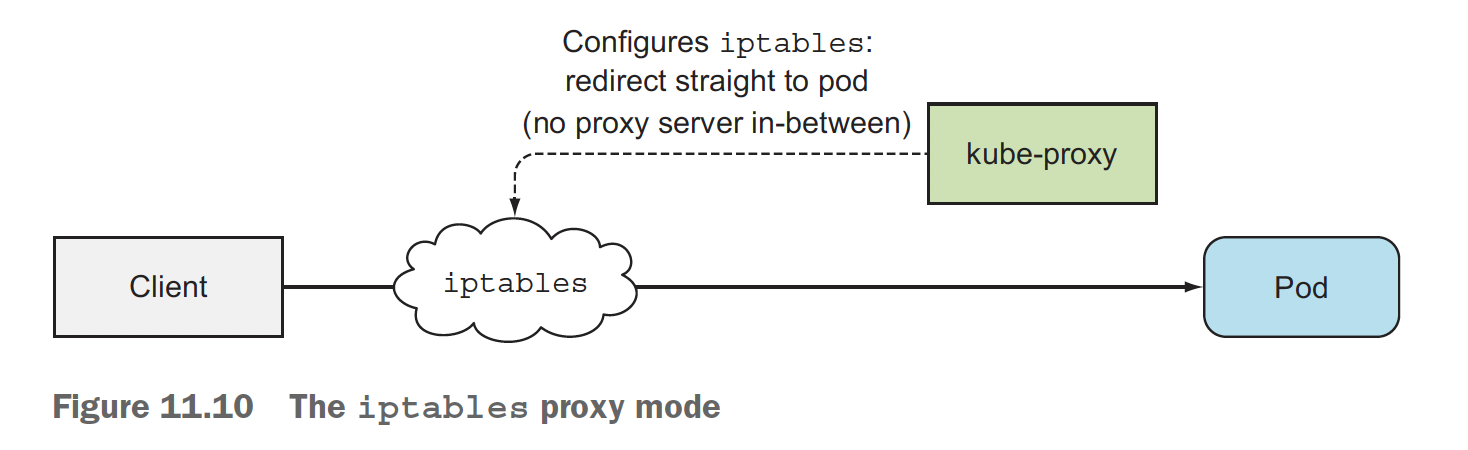 Configures iptables:
redirect straight to pod
(no proxy server in-between)
kube-proxy
Client
iptables
Pod
Figure 11.10 The iptables proxy mode